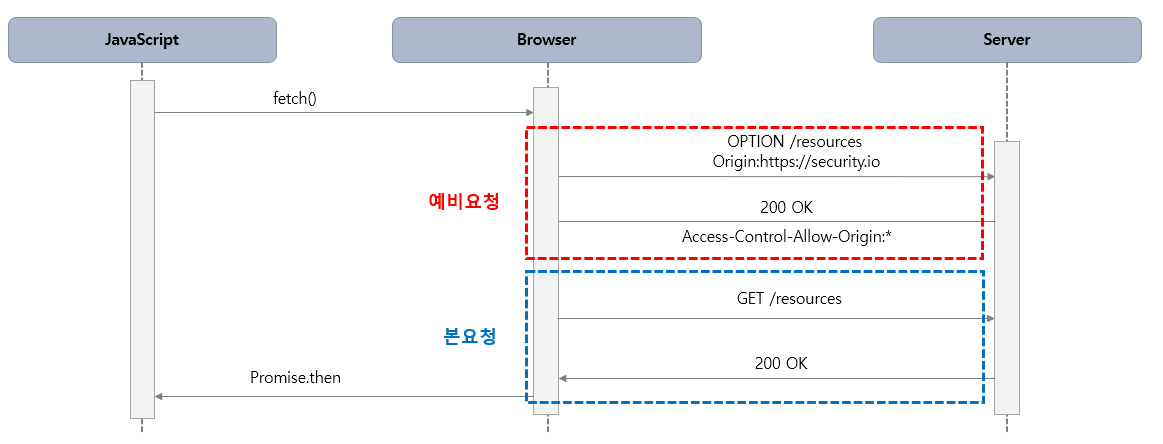 JavaScript
Browser
Server
fetch()
OPTION /resources
Origin:https://security.io
예비요청
200 OK
Access-Control-Allow-Origin:*
GET /resources
본요청
200 OK
Promise.then